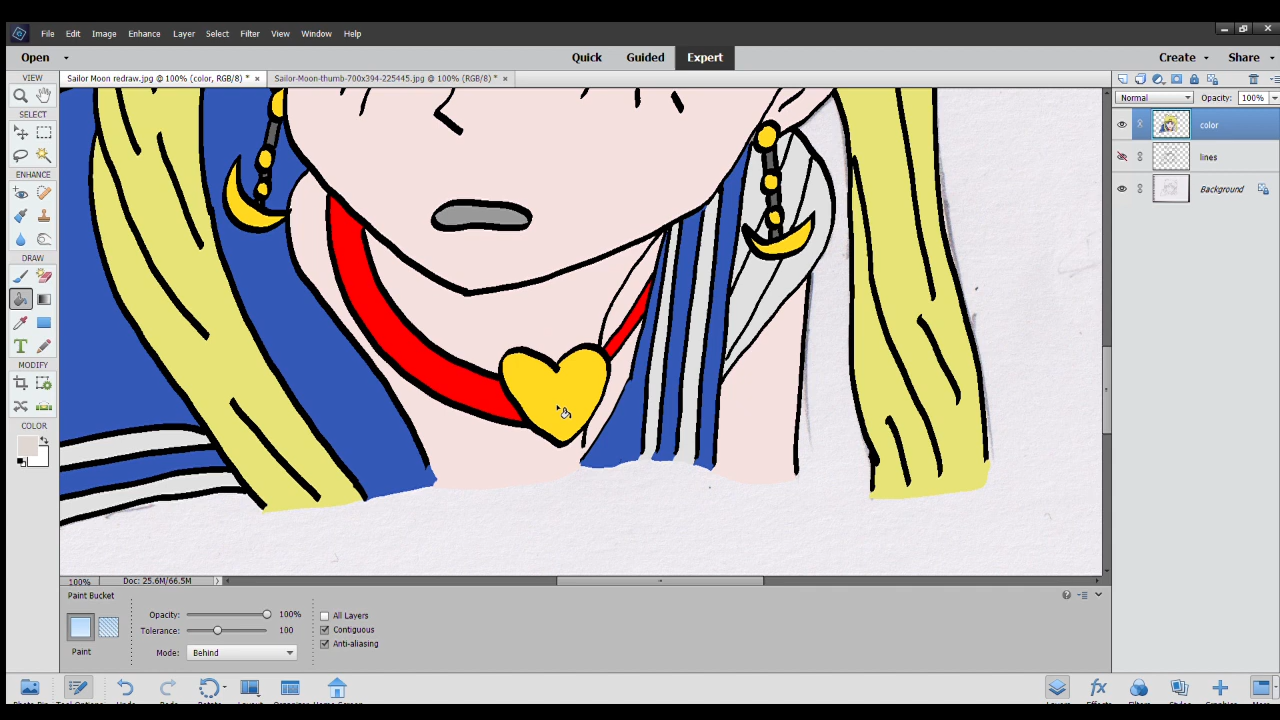 File Edit Image Enhance Layer Select Filter View Window Help
Open Quick Guided Expert Create Share
VIEW Sailor Moon redraw.jpg @ 100% (color, RGB/8) * × Sailor-Moon-thumb-700x394-225445.jpg @ 100% (RGB/8) * ×
Normal Opacity: 100%
SELECT
color
lines
ENHANCE
Background
DRAW
MODIFY
COLOR
100% Doc: 25.6M/66.5M
Paint Bucket
Opacity: 100% All Layers
Tolerance: 100 Contiguous
Anti-aliasing
Paint Mode: Behind